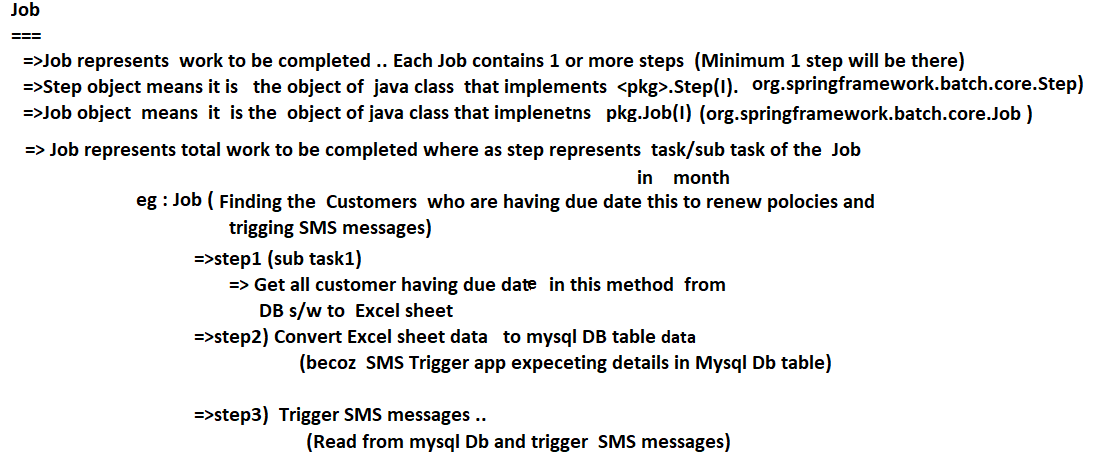 Job
===
=>Job represents work to be completed .. Each Job contains 1 or more steps (Minimum 1 step will be there)
=>Step object means it is the object of java class that implements <pkg>.Step(I). org.springframework.batch.core.Step)
=>Job object means it is the object of java class that implenetns pkg.Job(I) (org.springframework.batch.core.Job )
=> Job represents total work to be completed where as step represents task/sub task of the Job
in month
eg : Job ( Finding the Customers who are having due date this to renew polocies and
trigging SMS messages)
=>step1 (sub task1)
=> Get all customer having due date in this method from
DB s/w to Excel sheet
=>step2) Convert Excel sheet data to mysql DB table data
(becoz SMS Trigger app expeceting details in Mysql Db table)
=>step3) Trigger SMS messages ..
(Read from mysql Db and trigger SMS messages)